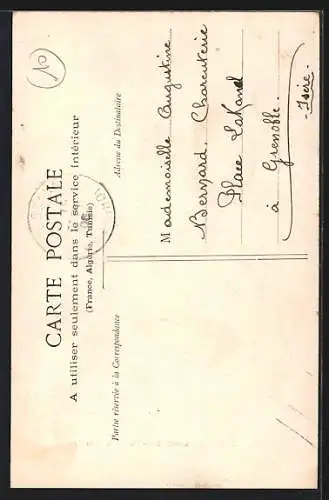 CARTE POSTALE
A utiliser seulement dans le service intérieur
(France, Algérie, Tunisie)
Partie réservée à la Correspondance
Adresse du Destinataire
Mademoiselle Augustine
Bernard. Charcuterie
Place LaKanal
à Grenoble.
Isère.